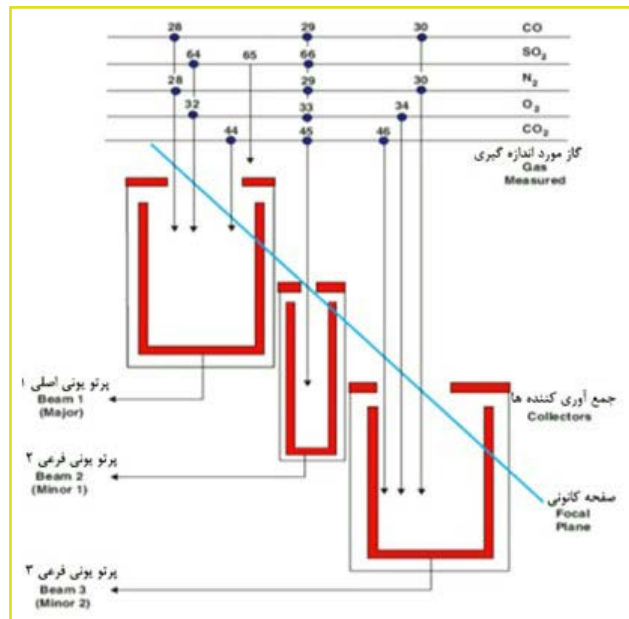 28 29 30 CO
64 65 66 SO₂
28 29 30 N₂
32 33 34 O₂
44 45 46 CO₂
گاز مورد اندازه گیری
Gas
Measured
پرتو یونی اصلی ۱
Beam 1
(Major)
جمع آوری کننده ها
Collectors
پرتو یونی فرعی ۲
Beam 2
(Minor 1)
صفحه کانونی
Focal
Plane
پرتو یونی فرعی ۳
Beam 3
(Minor 2)